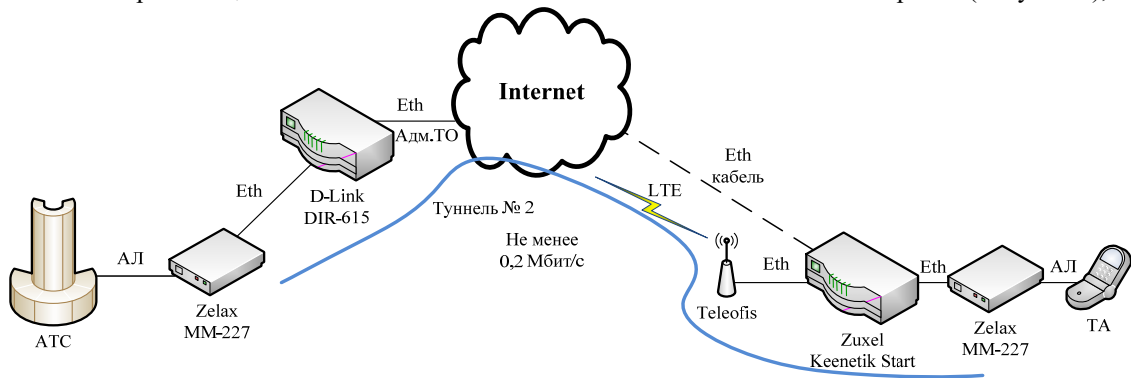 Internet
Eth
Адм.ТО
Eth
D-Link
DIR-615
Eth
кабель
LTE
Туннель № 2
Не менее
0,2 Мбит/с
АЛ
Zelax
MM-227
АТС
Eth
Teleofis
Eth
АЛ
Zuxel
Keenetik Start
Zelax
MM-227
ТА